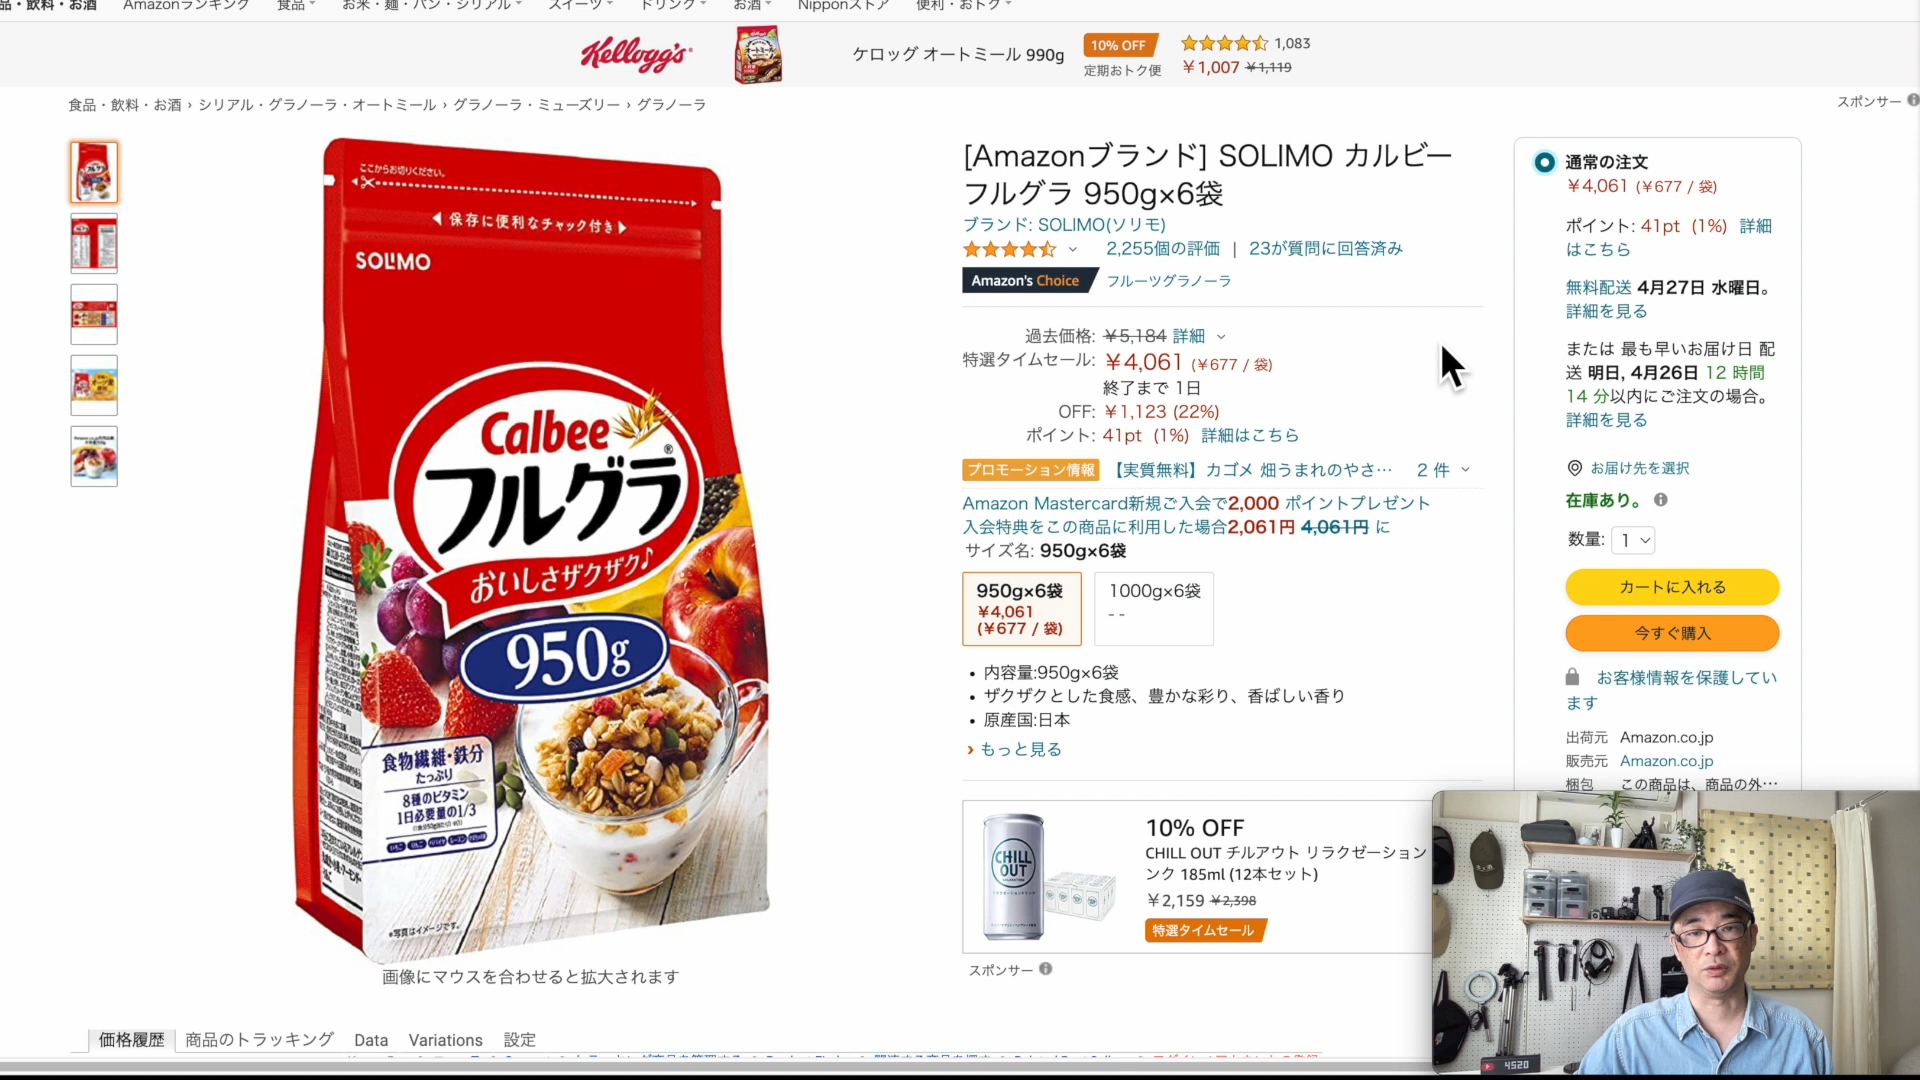 品・飲料・お酒 Amazonランキング 食品 お米・麺・パン・シリアル スイーツ ドリンク お酒 Nipponストア 便利・おトク
Kellogg's ケロッグ オートミール 990g 10% OFF 1,083
定期おトク便 ￥1,007 ￥1,119
食品・飲料・お酒 › シリアル・グラノーラ・オートミール › グラノーラ・ミューズリー › グラノーラ
スポンサー
ここからお切りください。
保存に便利なチャック付き
SOLIMO
Calbee
フルグラ®
おいしさザクザク♪
950g
食物繊維・鉄分
たっぷり
8種のビタミン
1日必要量の1/3
*写真はイメージです。
画像にマウスを合わせると拡大されます
[Amazonブランド] SOLIMO カルビー
フルグラ 950g×6袋
ブランド: SOLIMO(ソリモ)
2,255個の評価 | 23が質問に回答済み
Amazon's Choice フルーツグラノーラ
過去価格: ￥5,184 詳細
特選タイムセール: ￥4,061 (￥677 / 袋)
終了まで 1日
OFF: ￥1,123 (22%)
ポイント: 41pt (1%) 詳細はこちら
プロモーション情報 【実質無料】カゴメ 畑うまれのやさ… 2 件
Amazon Mastercard新規ご入会で2,000 ポイントプレゼント
入会特典をこの商品に利用した場合2,061円 4,061円 に
サイズ名: 950g×6袋
950g×6袋 1000g×6袋
￥4,061 - -
(￥677 / 袋)
• 内容量:950g×6袋
• ザクザクとした食感、豊かな彩り、香ばしい香り
• 原産国:日本
› もっと見る
CHILL OUT
10% OFF
CHILL OUT チルアウト リラクゼーション
ンク 185ml (12本セット)
￥2,159 ￥2,398
特選タイムセール
スポンサー
通常の注文
￥4,061 (￥677 / 袋)
ポイント: 41pt (1%) 詳細
はこちら
無料配送 4月27日 水曜日。
詳細を見る
または 最も早いお届け日 配
送 明日, 4月26日 12 時間
14 分以内にご注文の場合。
詳細を見る
お届け先を選択
在庫あり。
数量: 1
カートに入れる
今すぐ購入
お客様情報を保護してい
ます
出荷元 Amazon.co.jp
販売元 Amazon.co.jp
梱包 この商品は、商品の外…
価格履歴 商品のトラッキング Data Variations 設定
4520